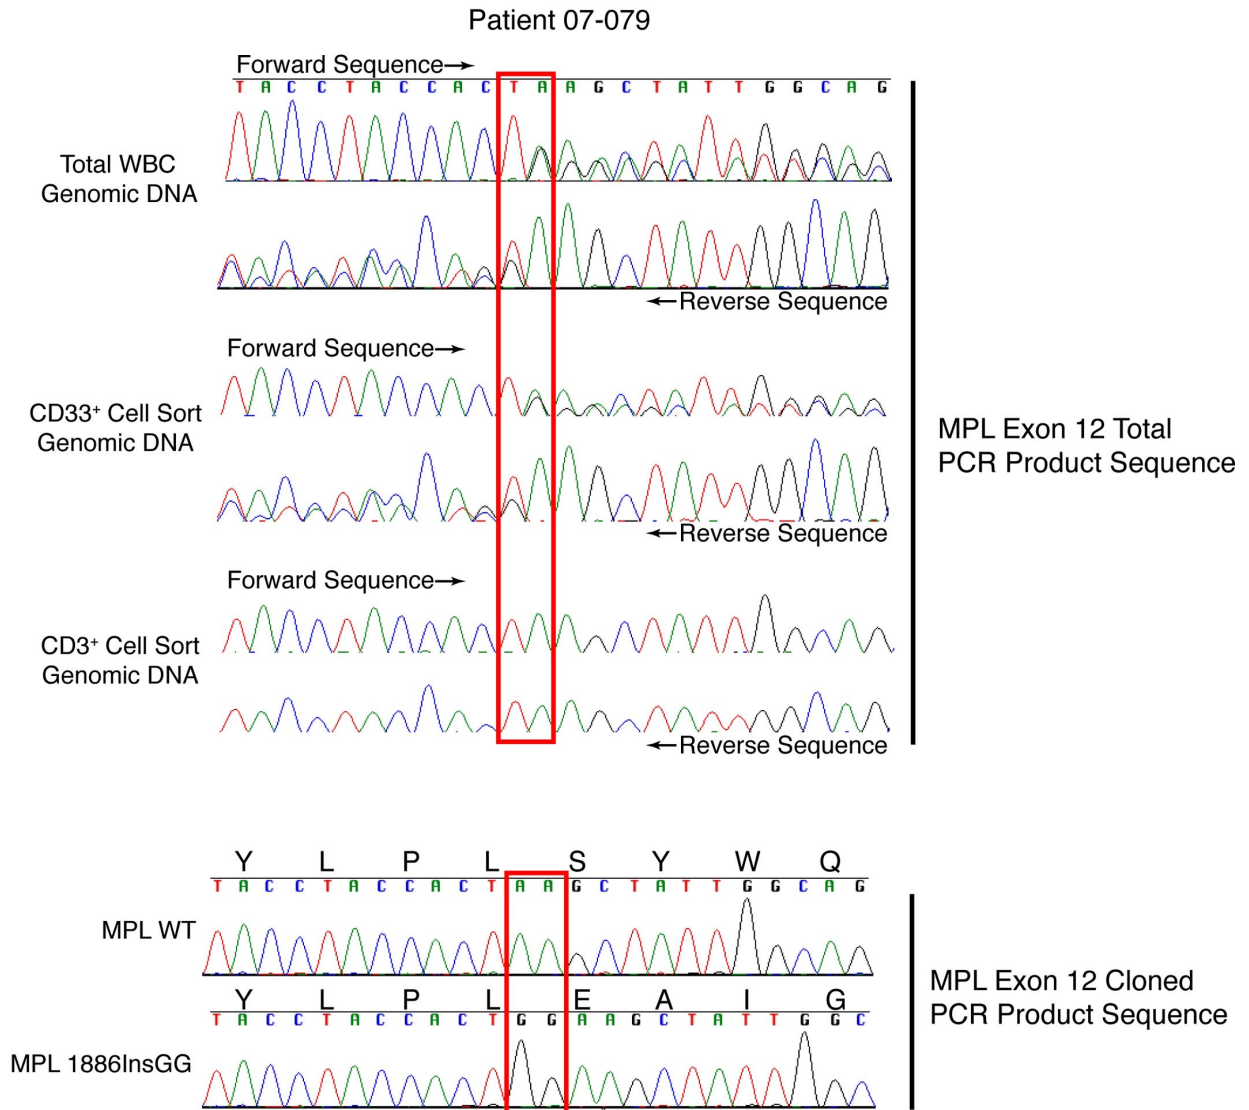 Patient 07-079
Forward Sequence→
T A C C T A C C A C T A A G C T A T T G G C A G
Total WBC
Genomic DNA
←Reverse Sequence
Forward Sequence→
CD33⁺ Cell Sort
Genomic DNA
←Reverse Sequence
MPL Exon 12 Total
PCR Product Sequence
Forward Sequence→
CD3⁺ Cell Sort
Genomic DNA
←Reverse Sequence
Y L P L S Y W Q
T A C C T A C C A C T A A G C T A T T G G C A G
MPL WT
MPL Exon 12 Cloned
PCR Product Sequence
Y L P L E A I G
T A C C T A C C A C T G G A A G C T A T T G G C
MPL 1886InsGG